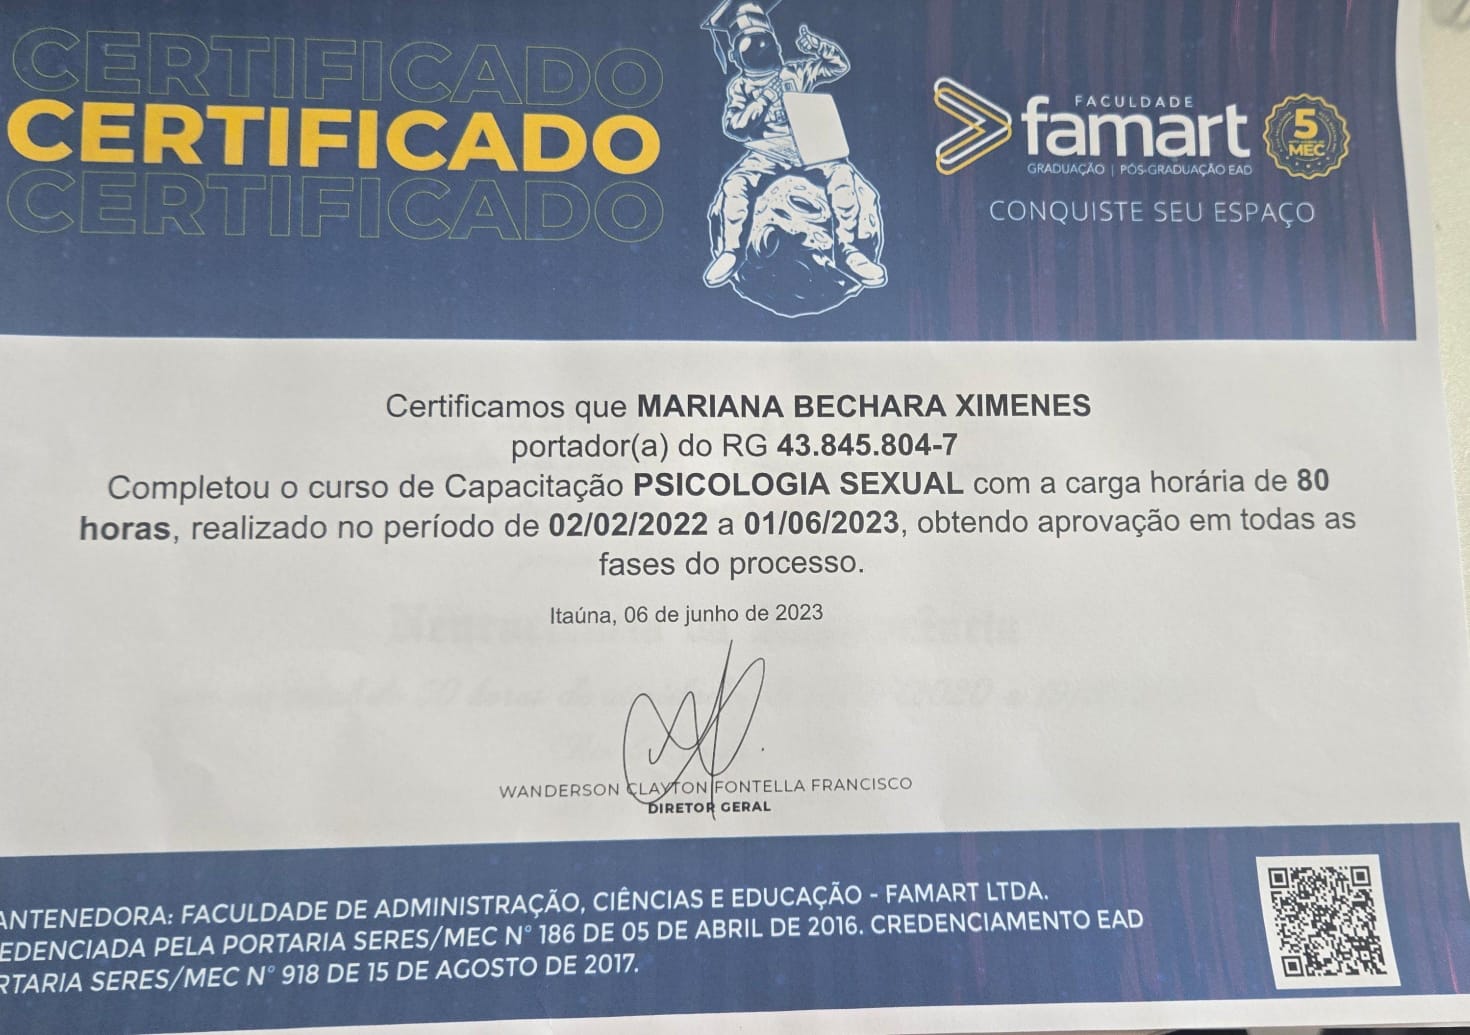 CERTIFICADO
CERTIFICADO
CERTIFICADO
FACULDADE
famart
GRADUAÇÃO | PÓS-GRADUAÇÃO EAD
CONQUISTE SEU ESPAÇO
5
MEC
Certificamos que MARIANA BECHARA XIMENES
portador(a) do RG 43.845.804-7
Completou o curso de Capacitação PSICOLOGIA SEXUAL com a carga horária de 80
horas, realizado no período de 02/02/2022 a 01/06/2023, obtendo aprovação em todas as
fases do processo.
Itaúna, 06 de junho de 2023
WANDERSON CLAYTON FONTELLA FRANCISCO
DIRETOR GERAL
ANTENEDORA: FACULDADE DE ADMINISTRAÇÃO, CIÊNCIAS E EDUCAÇÃO - FAMART LTDA.
EDENCIADA PELA PORTARIA SERES/MEC N° 186 DE 05 DE ABRIL DE 2016. CREDENCIAMENTO EAD
RTARIA SERES/MEC N° 918 DE 15 DE AGOSTO DE 2017.